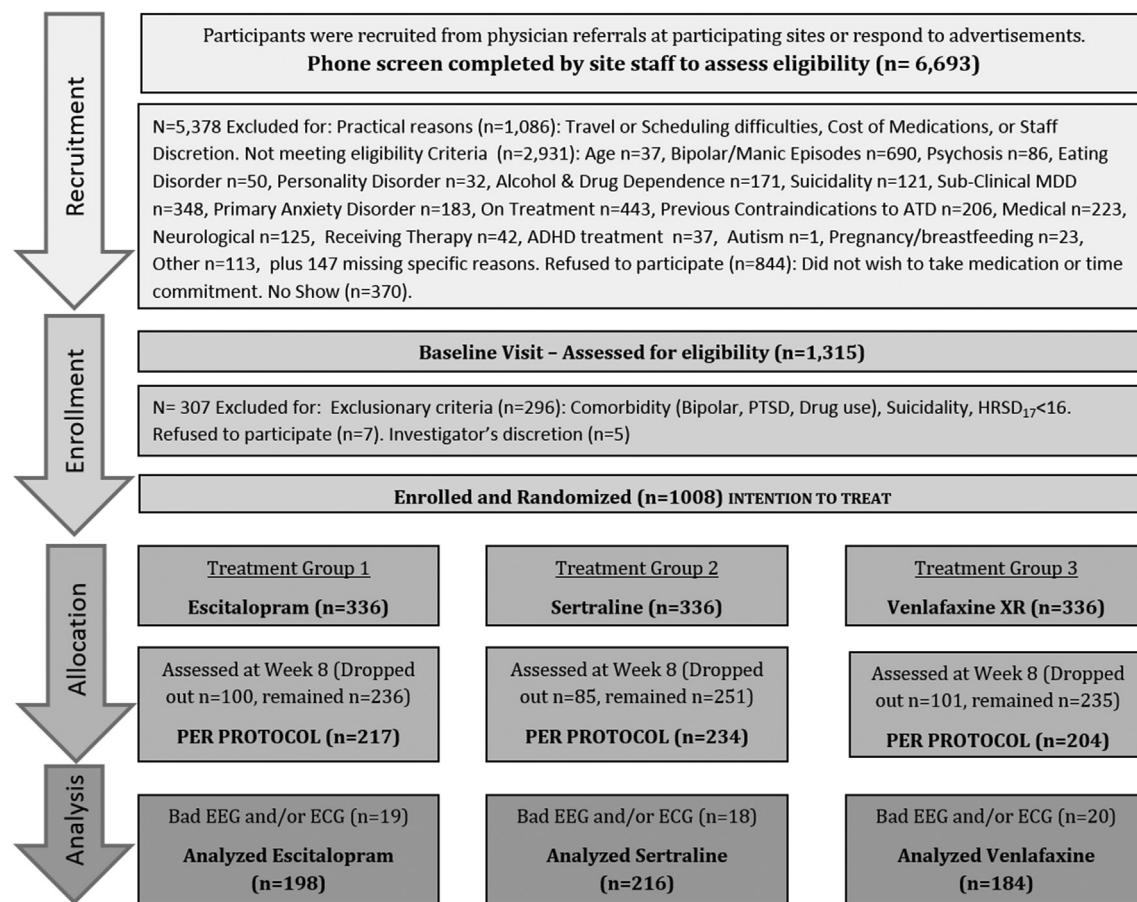 Recruitment
Participants were recruited from physician referrals at participating sites or respond to advertisements.
Phone screen completed by site staff to assess eligibility (n= 6,693)
N=5,378 Excluded for: Practical reasons (n=1,086): Travel or Scheduling difficulties, Cost of Medications, or Staff
Discretion. Not meeting eligibility Criteria (n=2,931): Age n=37, Bipolar/Manic Episodes n=690, Psychosis n=86, Eating
Disorder n=50, Personality Disorder n=32, Alcohol & Drug Dependence n=171, Suicidality n=121, Sub-Clinical MDD
n=348, Primary Anxiety Disorder n=183, On Treatment n=443, Previous Contraindications to ATD n=206, Medical n=223,
Neurological n=125, Receiving Therapy n=42, ADHD treatment n=37, Autism n=1, Pregnancy/breastfeeding n=23,
Other n=113, plus 147 missing specific reasons. Refused to participate (n=844): Did not wish to take medication or time
commitment. No Show (n=370).
Enrollment
Baseline Visit – Assessed for eligibility (n=1,315)
N= 307 Excluded for: Exclusionary criteria (n=296): Comorbidity (Bipolar, PTSD, Drug use), Suicidality, HRSD₁₇<16.
Refused to participate (n=7). Investigator's discretion (n=5)
Enrolled and Randomized (n=1008) INTENTION TO TREAT
Allocation
Treatment Group 1
Escitalopram (n=336)
Treatment Group 2
Sertraline (n=336)
Treatment Group 3
Venlafaxine XR (n=336)
Assessed at Week 8 (Dropped
out n=100, remained n=236)
PER PROTOCOL (n=217)
Assessed at Week 8 (Dropped
out n=85, remained n=251)
PER PROTOCOL (n=234)
Assessed at Week 8 (Dropped
out n=101, remained n=235)
PER PROTOCOL (n=204)
Analysis
Bad EEG and/or ECG (n=19)
Analyzed Escitalopram
(n=198)
Bad EEG and/or ECG (n=18)
Analyzed Sertraline
(n=216)
Bad EEG and/or ECG (n=20)
Analyzed Venlafaxine
(n=184)